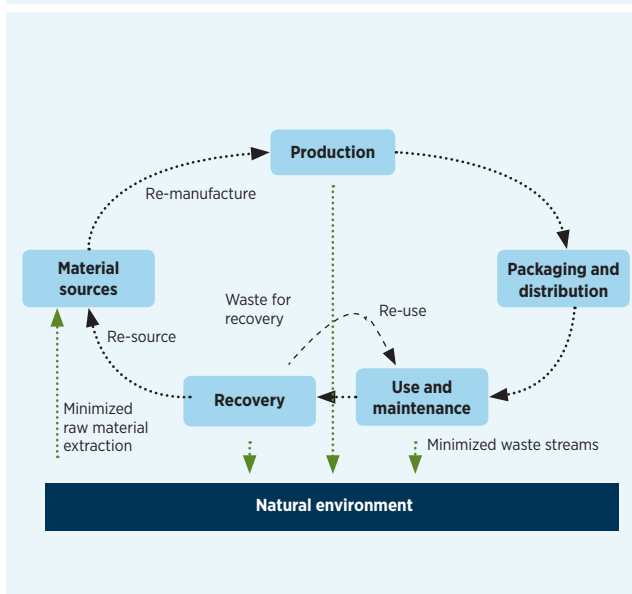 Production
Re-manufacture
Material
sources
Packaging and
distribution
Waste for
recovery
Re-use
Re-source
Recovery
Use and
maintenance
Minimized
raw material
extraction
Minimized waste streams
Natural environment